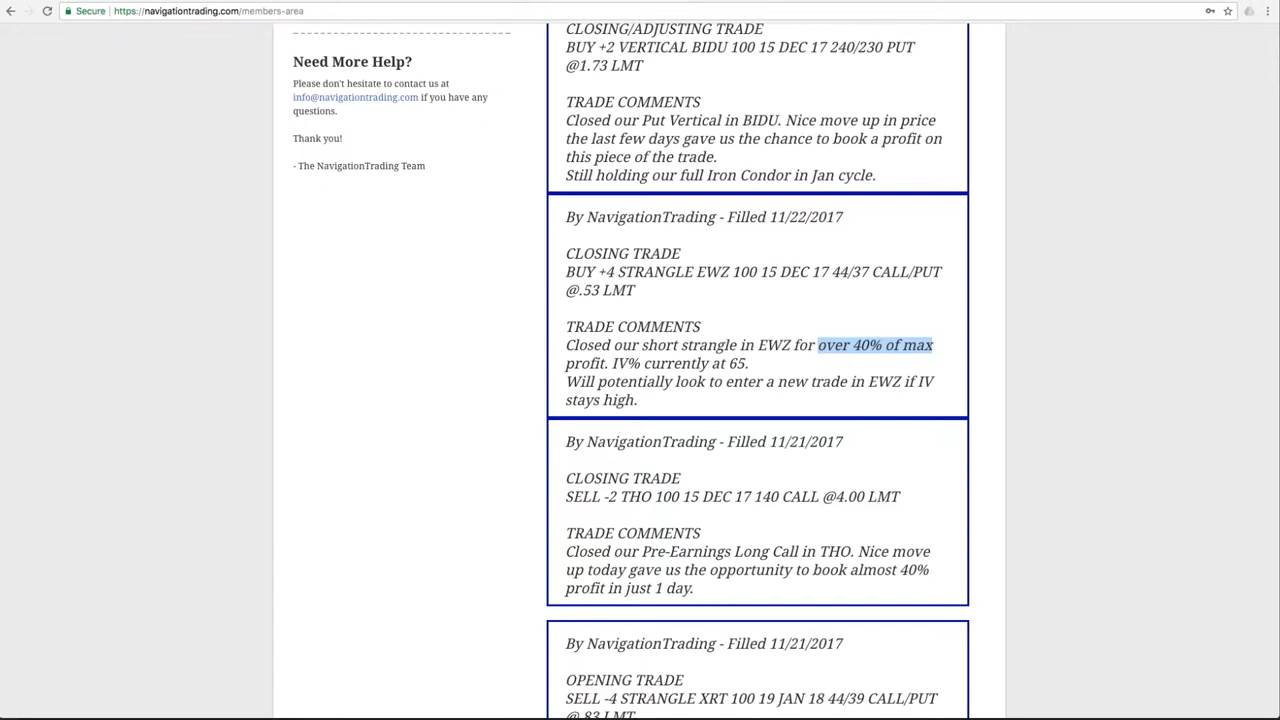 Secure
https://navigationtrading.com/members-area
Need More Help?
Please don't hesitate to contact us at
info@navigationtrading.com if you have any
questions.
Thank you!
- The NavigationTrading Team
CLOSING/ADJUSTING TRADE
BUY +2 VERTICAL BIDU 100 15 DEC 17 240/230 PUT
@1.73 LMT
TRADE COMMENTS
Closed our Put Vertical in BIDU. Nice move up in price
the last few days gave us the chance to book a profit on
this piece of the trade.
Still holding our full Iron Condor in Jan cycle.
By NavigationTrading - Filled 11/22/2017
CLOSING TRADE
BUY +4 STRANGLE EWZ 100 15 DEC 17 44/37 CALL/PUT
@.53 LMT
TRADE COMMENTS
Closed our short strangle in EWZ for over 40% of max
profit. IV% currently at 65.
Will potentially look to enter a new trade in EWZ if IV
stays high.
By NavigationTrading - Filled 11/21/2017
CLOSING TRADE
SELL -2 THO 100 15 DEC 17 140 CALL @4.00 LMT
TRADE COMMENTS
Closed our Pre-Earnings Long Call in THO. Nice move
up today gave us the opportunity to book almost 40%
profit in just 1 day.
By NavigationTrading - Filled 11/21/2017
OPENING TRADE
SELL -4 STRANGLE XRT 100 19 JAN 18 44/39 CALL/PUT
@.83 LMT